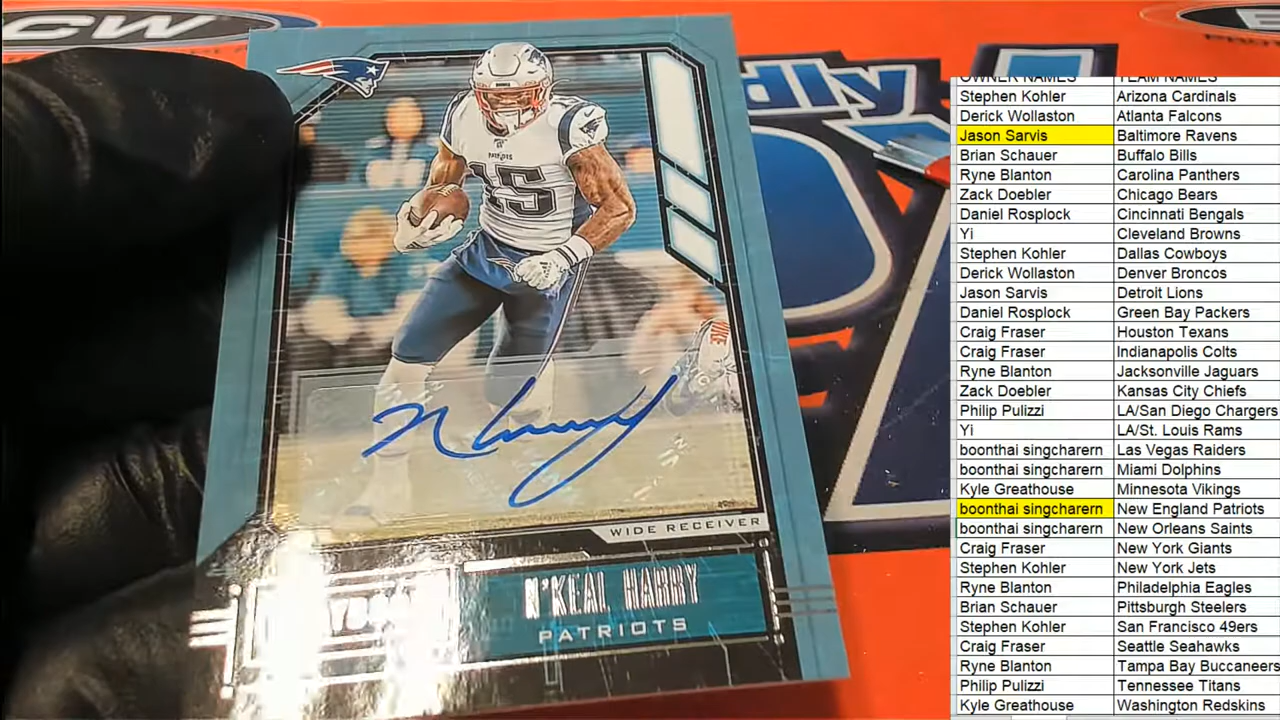 CW
dly
PATRIOTS
15
WIDE RECEIVER
N'KEAL HARRY
PATRIOTS
OWNER NAMES TEAM NAMES
Stephen Kohler Arizona Cardinals
Derick Wollaston Atlanta Falcons
Jason Sarvis Baltimore Ravens
Brian Schauer Buffalo Bills
Ryne Blanton Carolina Panthers
Zack Doebler Chicago Bears
Daniel Rosplock Cincinnati Bengals
Yi Cleveland Browns
Stephen Kohler Dallas Cowboys
Derick Wollaston Denver Broncos
Jason Sarvis Detroit Lions
Daniel Rosplock Green Bay Packers
Craig Fraser Houston Texans
Craig Fraser Indianapolis Colts
Ryne Blanton Jacksonville Jaguars
Zack Doebler Kansas City Chiefs
Philip Pulizzi LA/San Diego Chargers
Yi LA/St. Louis Rams
boonthai singcharern Las Vegas Raiders
boonthai singcharern Miami Dolphins
Kyle Greathouse Minnesota Vikings
boonthai singcharern New England Patriots
boonthai singcharern New Orleans Saints
Craig Fraser New York Giants
Stephen Kohler New York Jets
Ryne Blanton Philadelphia Eagles
Brian Schauer Pittsburgh Steelers
Stephen Kohler San Francisco 49ers
Craig Fraser Seattle Seahawks
Ryne Blanton Tampa Bay Buccaneers
Philip Pulizzi Tennessee Titans
Kyle Greathouse Washington Redskins